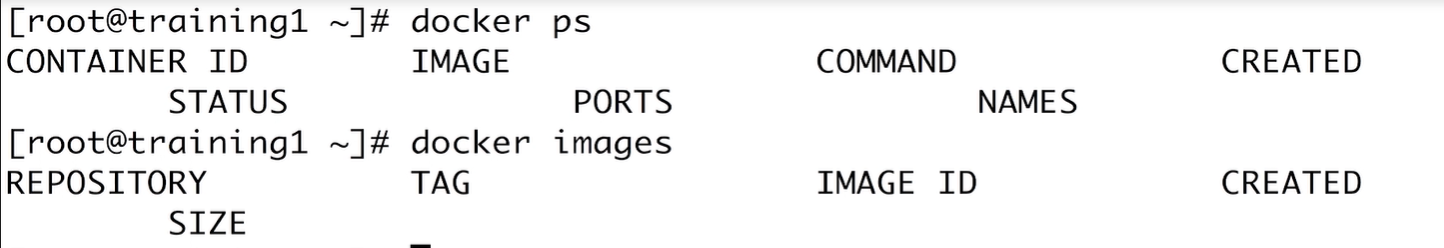 [root@training1 ~]# docker ps
CONTAINER ID        IMAGE               COMMAND             CREATED
        STATUS              PORTS               NAMES
[root@training1 ~]# docker images
REPOSITORY          TAG                 IMAGE ID            CREATED
        SIZE